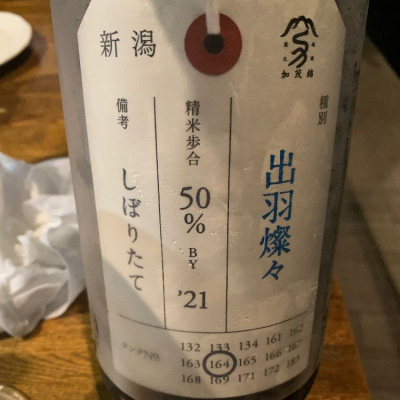 新潟
加茂錦
種別
出羽燦々
精米歩合
50%
BY
'21
備考
しぼりたて
タンク№
132 133 134 161 162
163 164 165 166 167
168 169 171 172 183